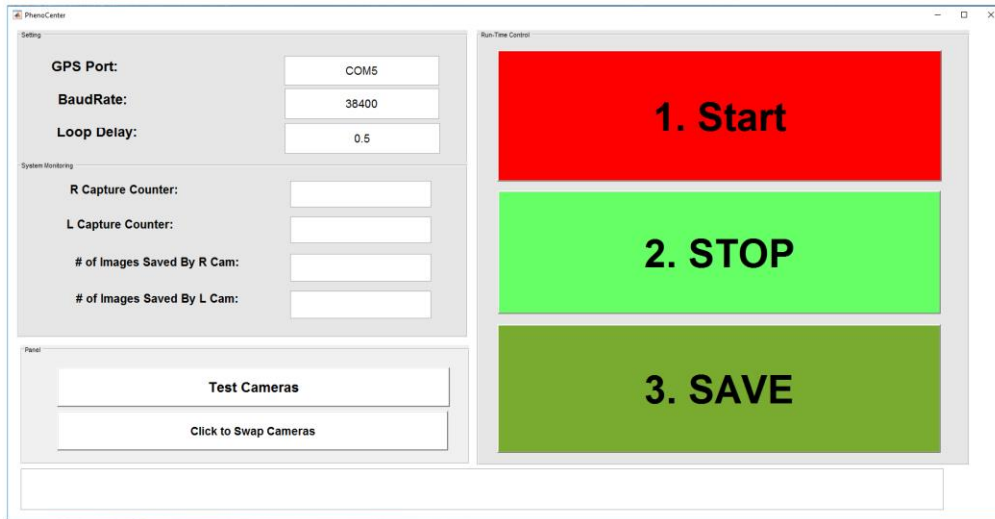 PhenoCenter
Setting
GPS Port:
COM5
BaudRate:
38400
Loop Delay:
0.5
System Monitoring
R Capture Counter:
L Capture Counter:
# of Images Saved By R Cam:
# of Images Saved By L Cam:
Panel
Test Cameras
Click to Swap Cameras
Run-Time Control
1. Start
2. STOP
3. SAVE